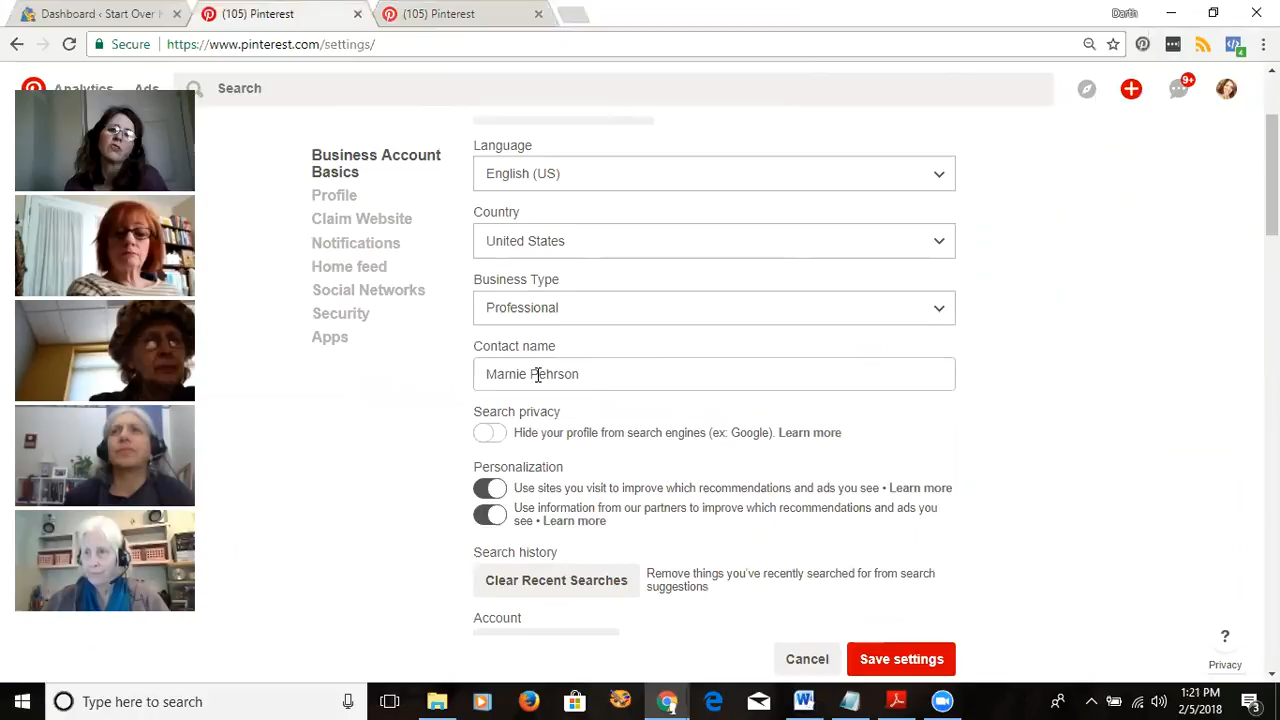 Dashboard ‹ Start Over
(105) Pinterest
(105) Pinterest
Darth
Secure
https://www.pinterest.com/settings/
4
Analytics
Ads
Search
9+
Business Account
Basics
Profile
Claim Website
Notifications
Home feed
Social Networks
Security
Apps
Language
English (US)
Country
United States
Business Type
Professional
Contact name
Marnie Pehrson
Search privacy
Hide your profile from search engines (ex: Google). Learn more
Personalization
Use sites you visit to improve which recommendations and ads you see • Learn more
Use information from our partners to improve which recommendations and ads you
see • Learn more
Search history
Clear Recent Searches
Remove things you've recently searched for from search
suggestions
Account
Cancel
Save settings
?
Privacy
Type here to search
1:21 PM
2/5/2018
3